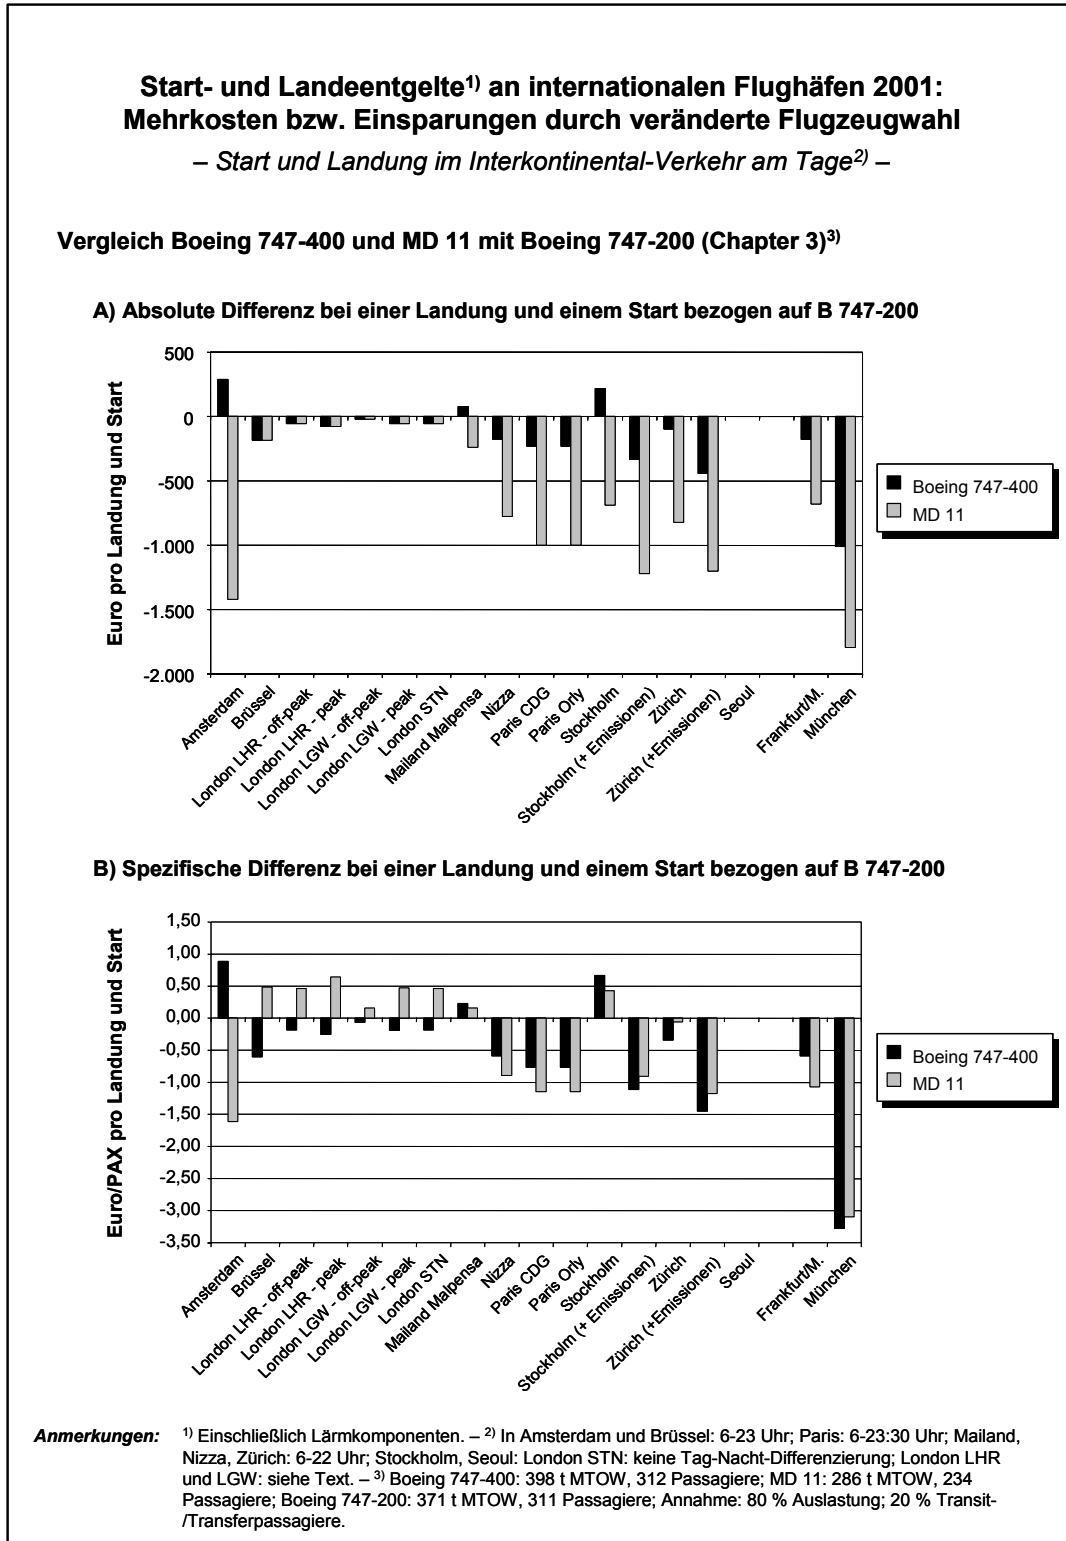 Start- und Landeentgelte1) an internationalen Flughäfen 2001:
Mehrkosten bzw. Einsparungen durch veränderte Flugzeugwahl
– Start und Landung im Interkontinental-Verkehr am Tage2) –
Vergleich Boeing 747-400 und MD 11 mit Boeing 747-200 (Chapter 3)3)
A) Absolute Differenz bei einer Landung und einem Start bezogen auf B 747-200
Euro pro Landung und Start
500
0
-500
-1.000
-1.500
-2.000
Amsterdam
Brüssel
London LHR - off-peak
London LHR - peak
London LGW - off-peak
London LGW - peak
London STN
Mailand Malpensa
Nizza
Paris CDG
Paris Orly
Stockholm
Stockholm (+ Emissionen)
Zürich
Zürich (+Emissionen)
Seoul
Frankfurt/M.
München
Boeing 747-400
MD 11
B) Spezifische Differenz bei einer Landung und einem Start bezogen auf B 747-200
Euro/PAX pro Landung und Start
1,50
1,00
0,50
0,00
-0,50
-1,00
-1,50
-2,00
-2,50
-3,00
-3,50
Amsterdam
Brüssel
London LHR - off-peak
London LHR - peak
London LGW - off-peak
London LGW - peak
London STN
Mailand Malpensa
Nizza
Paris CDG
Paris Orly
Stockholm
Stockholm (+ Emissionen)
Zürich
Zürich (+Emissionen)
Seoul
Frankfurt/M.
München
Boeing 747-400
MD 11
Anmerkungen: 1) Einschließlich Lärmkomponenten. – 2) In Amsterdam und Brüssel: 6-23 Uhr; Paris: 6-23:30 Uhr; Mailand,
Nizza, Zürich: 6-22 Uhr; Stockholm, Seoul: London STN: keine Tag-Nacht-Differenzierung; London LHR
und LGW: siehe Text. – 3) Boeing 747-400: 398 t MTOW, 312 Passagiere; MD 11: 286 t MTOW, 234
Passagiere; Boeing 747-200: 371 t MTOW, 311 Passagiere; Annahme: 80 % Auslastung; 20 % Transit-
/Transferpassagiere.